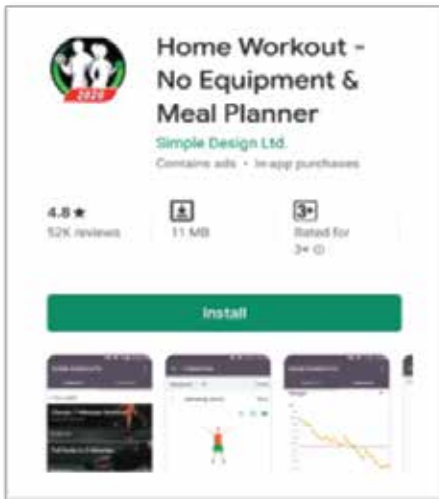 2020
Home Workout -
No Equipment &
Meal Planner
Simple Design Ltd.
Contains ads • In-app purchases
4.8★
52K reviews
11 MB
3+
Rated for
3+
Install